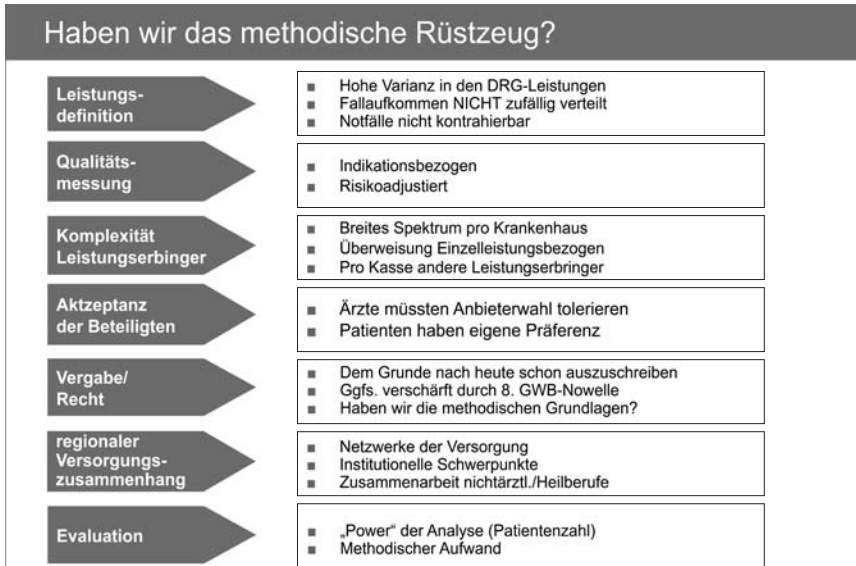 Haben wir das methodische Rüstzeug?
Leistungs-
definition
■ Hohe Varianz in den DRG-Leistungen
■ Fallaufkommen NICHT zufällig verteilt
■ Notfälle nicht kontrahierbar
Qualitäts-
messung
■ Indikationsbezogen
■ Risikoadjustiert
Komplexität
Leistungserbinger
■ Breites Spektrum pro Krankenhaus
■ Überweisung Einzelleistungsbezogen
■ Pro Kasse andere Leistungserbringer
Aktzeptanz
der Beteiligten
■ Ärzte müssten Anbieterwahl tolerieren
■ Patienten haben eigene Präferenz
Vergabe/
Recht
■ Dem Grunde nach heute schon auszuschreiben
■ Ggfs. verschärft durch 8. GWB-Nowelle
■ Haben wir die methodischen Grundlagen?
regionaler
Versorgungs-
zusammenhang
■ Netzwerke der Versorgung
■ Institutionelle Schwerpunkte
■ Zusammenarbeit nichtärztl./Heilberufe
Evaluation
■ „Power“ der Analyse (Patientenzahl)
■ Methodischer Aufwand